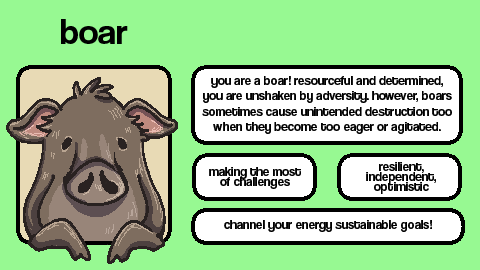 boar
you are a boar! resourceful and determined,
you are unshaken by adversity. however, boars
sometimes cause unintended destruction too
when they become too eager or agitated.
making the most
of challenges
resilient,
independent,
optimistic
channel your energy sustainable goals!